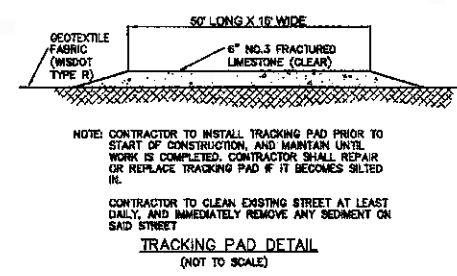 50' LONG X 15' WIDE
GEOTEXTILE
FABRIC
(WISDOT
TYPE R)
6" NO.3 FRACTURED
LIMESTONE (CLEAR)
NOTE: CONTRACTOR TO INSTALL TRACKING PAD PRIOR TO
START OF CONSTRUCTION, AND MAINTAIN UNTIL
WORK IS COMPLETED. CONTRACTOR SHALL REPAIR
OR REPLACE TRACKING PAD IF IT BECOMES SILTED
IN.
CONTRACTOR TO CLEAN EXISTING STREET AT LEAST
DAILY, AND IMMEDIATELY REMOVE ANY SEDIMENT ON
SAID STREET
TRACKING PAD DETAIL
(NOT TO SCALE)